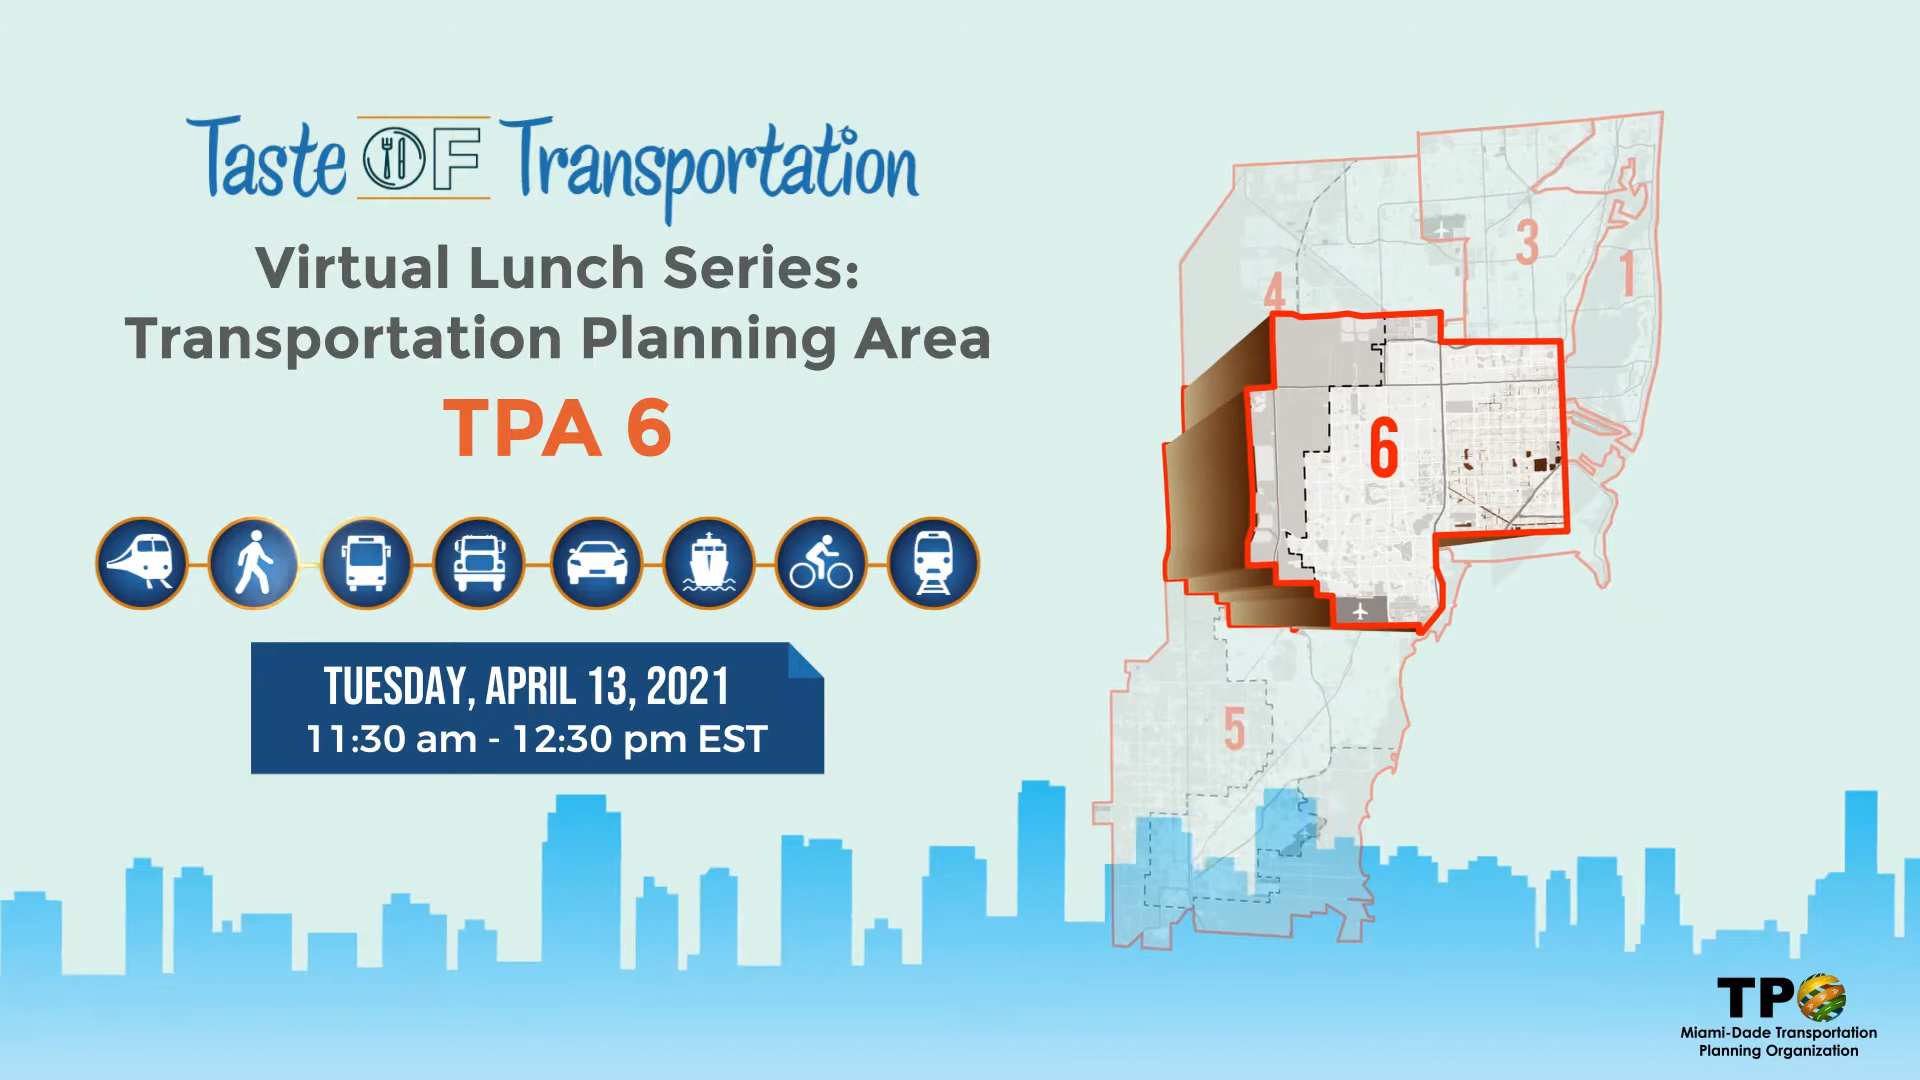 Taste OF Transportation
Virtual Lunch Series:
Transportation Planning Area
TPA 6
TUESDAY, APRIL 13, 2021
11:30 am - 12:30 pm EST
3
1
4
6
5
TPO
Miami-Dade Transportation
Planning Organization